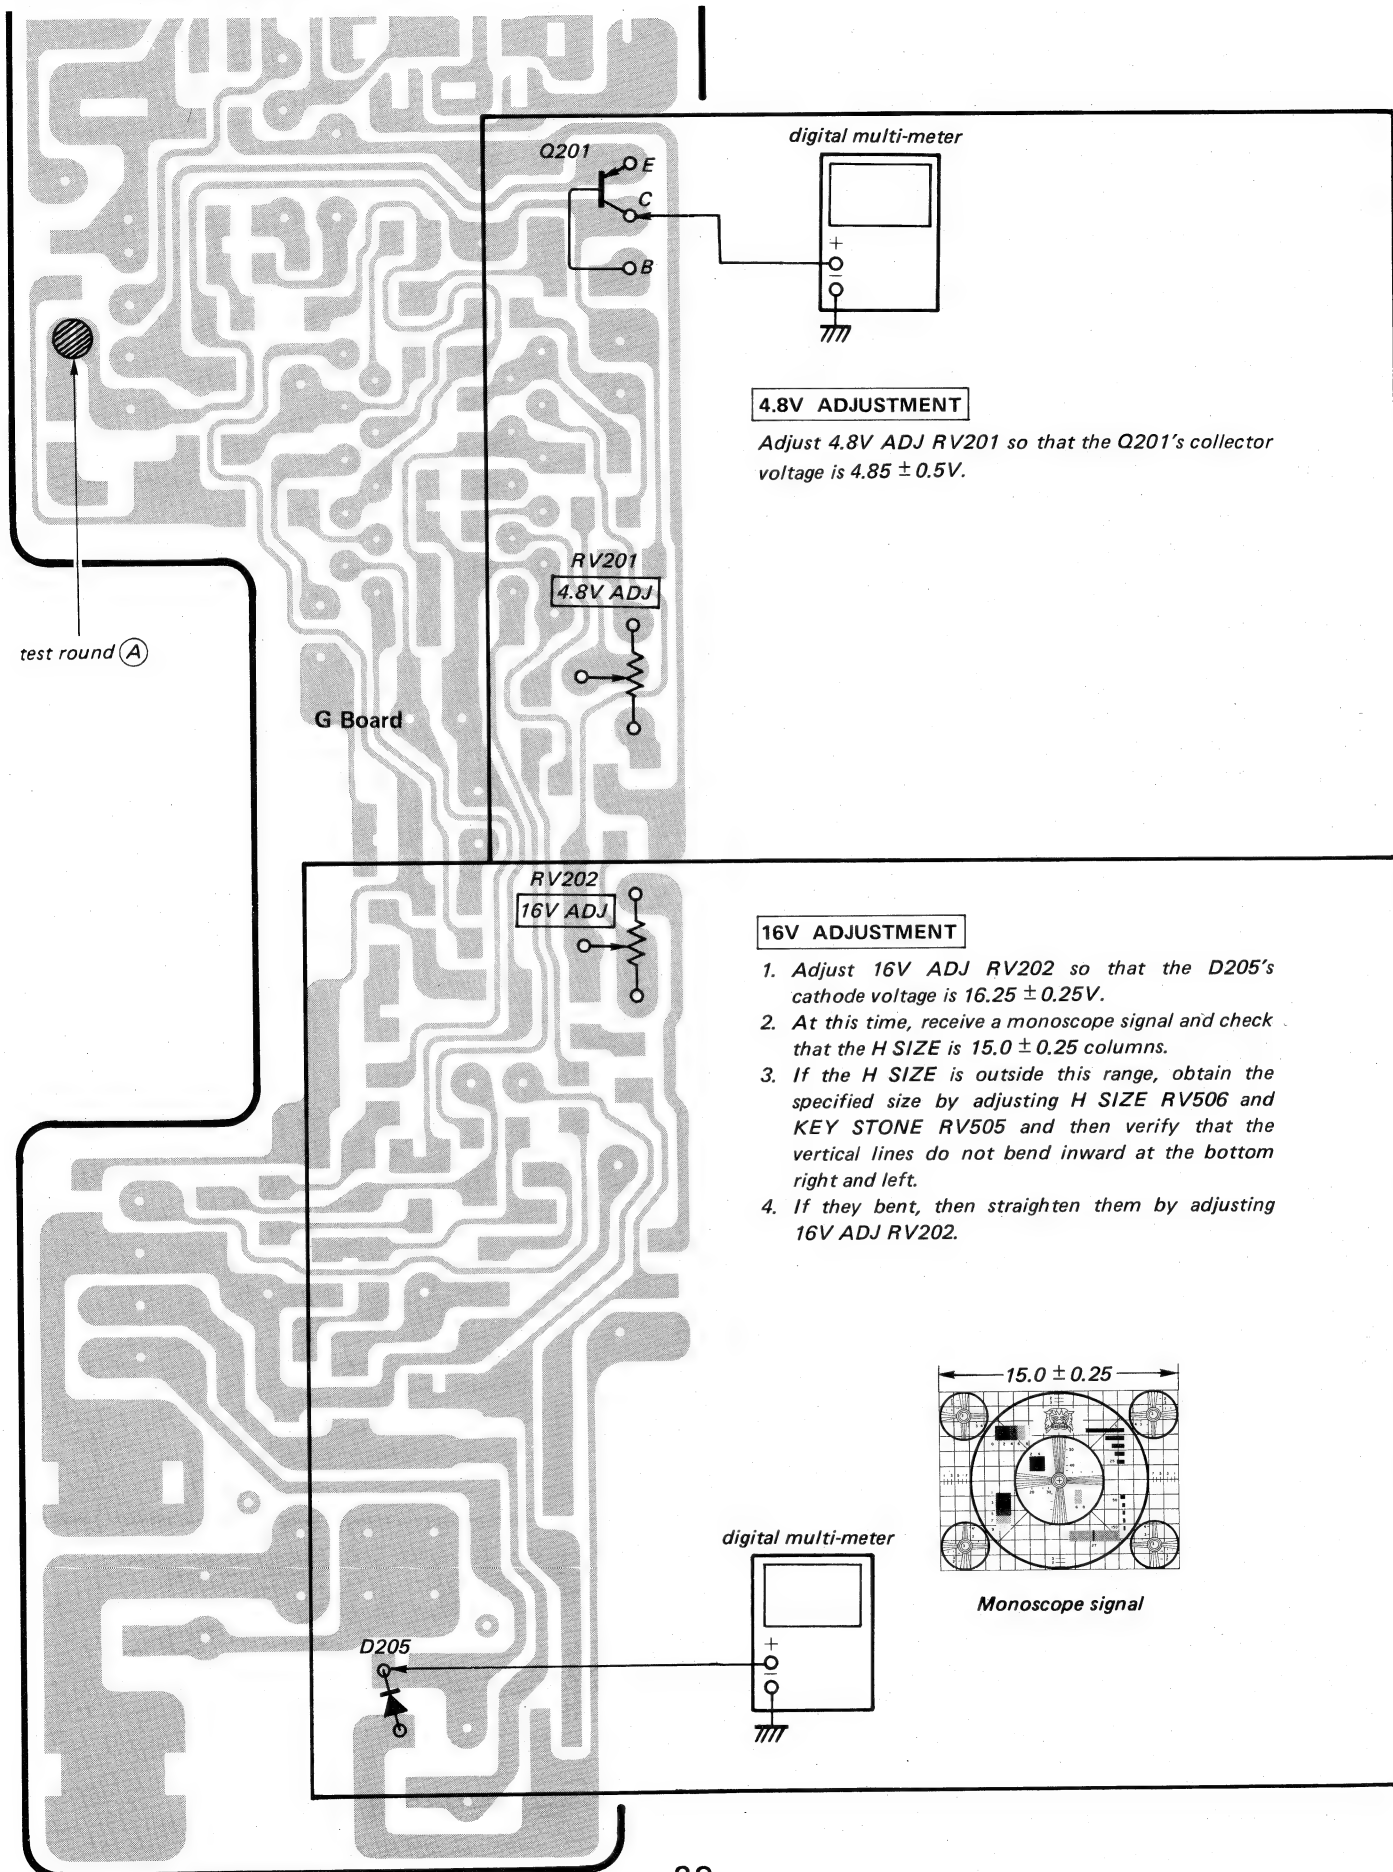 digital multi-meter
Q201
E
C
B
+
−
4.8V ADJUSTMENT
Adjust 4.8V ADJ RV201 so that the Q201's collector
voltage is 4.85 ± 0.5V.
RV201
4.8V ADJ
test round A
G Board
RV202
16V ADJ
16V ADJUSTMENT
1. Adjust 16V ADJ RV202 so that the D205's
cathode voltage is 16.25 ± 0.25V.
2. At this time, receive a monoscope signal and check
that the H SIZE is 15.0 ± 0.25 columns.
3. If the H SIZE is outside this range, obtain the
specified size by adjusting H SIZE RV506 and
KEY STONE RV505 and then verify that the
vertical lines do not bend inward at the bottom
right and left.
4. If they bent, then straighten them by adjusting
16V ADJ RV202.
15.0 ± 0.25
Monoscope signal
digital multi-meter
+
−
D205